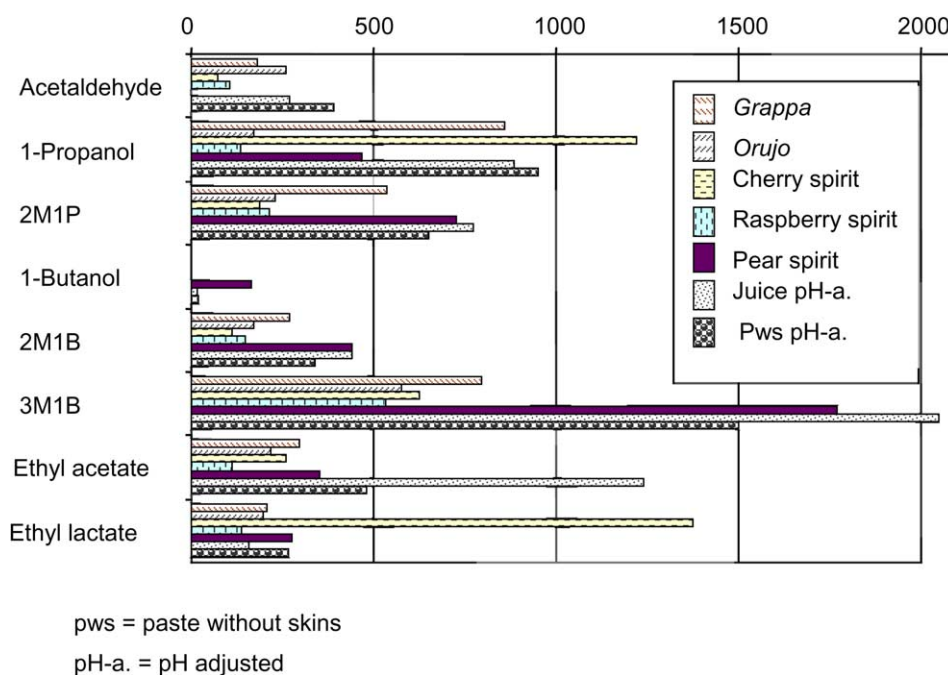 0 500 1000 1500 2000
Acetaldehyde
1-Propanol
2M1P
1-Butanol
2M1B
3M1B
Ethyl acetate
Ethyl lactate
Grappa
Orujo
Cherry spirit
Raspberry spirit
Pear spirit
Juice pH-a.
Pws pH-a.
pws = paste without skins
pH-a. = pH adjusted